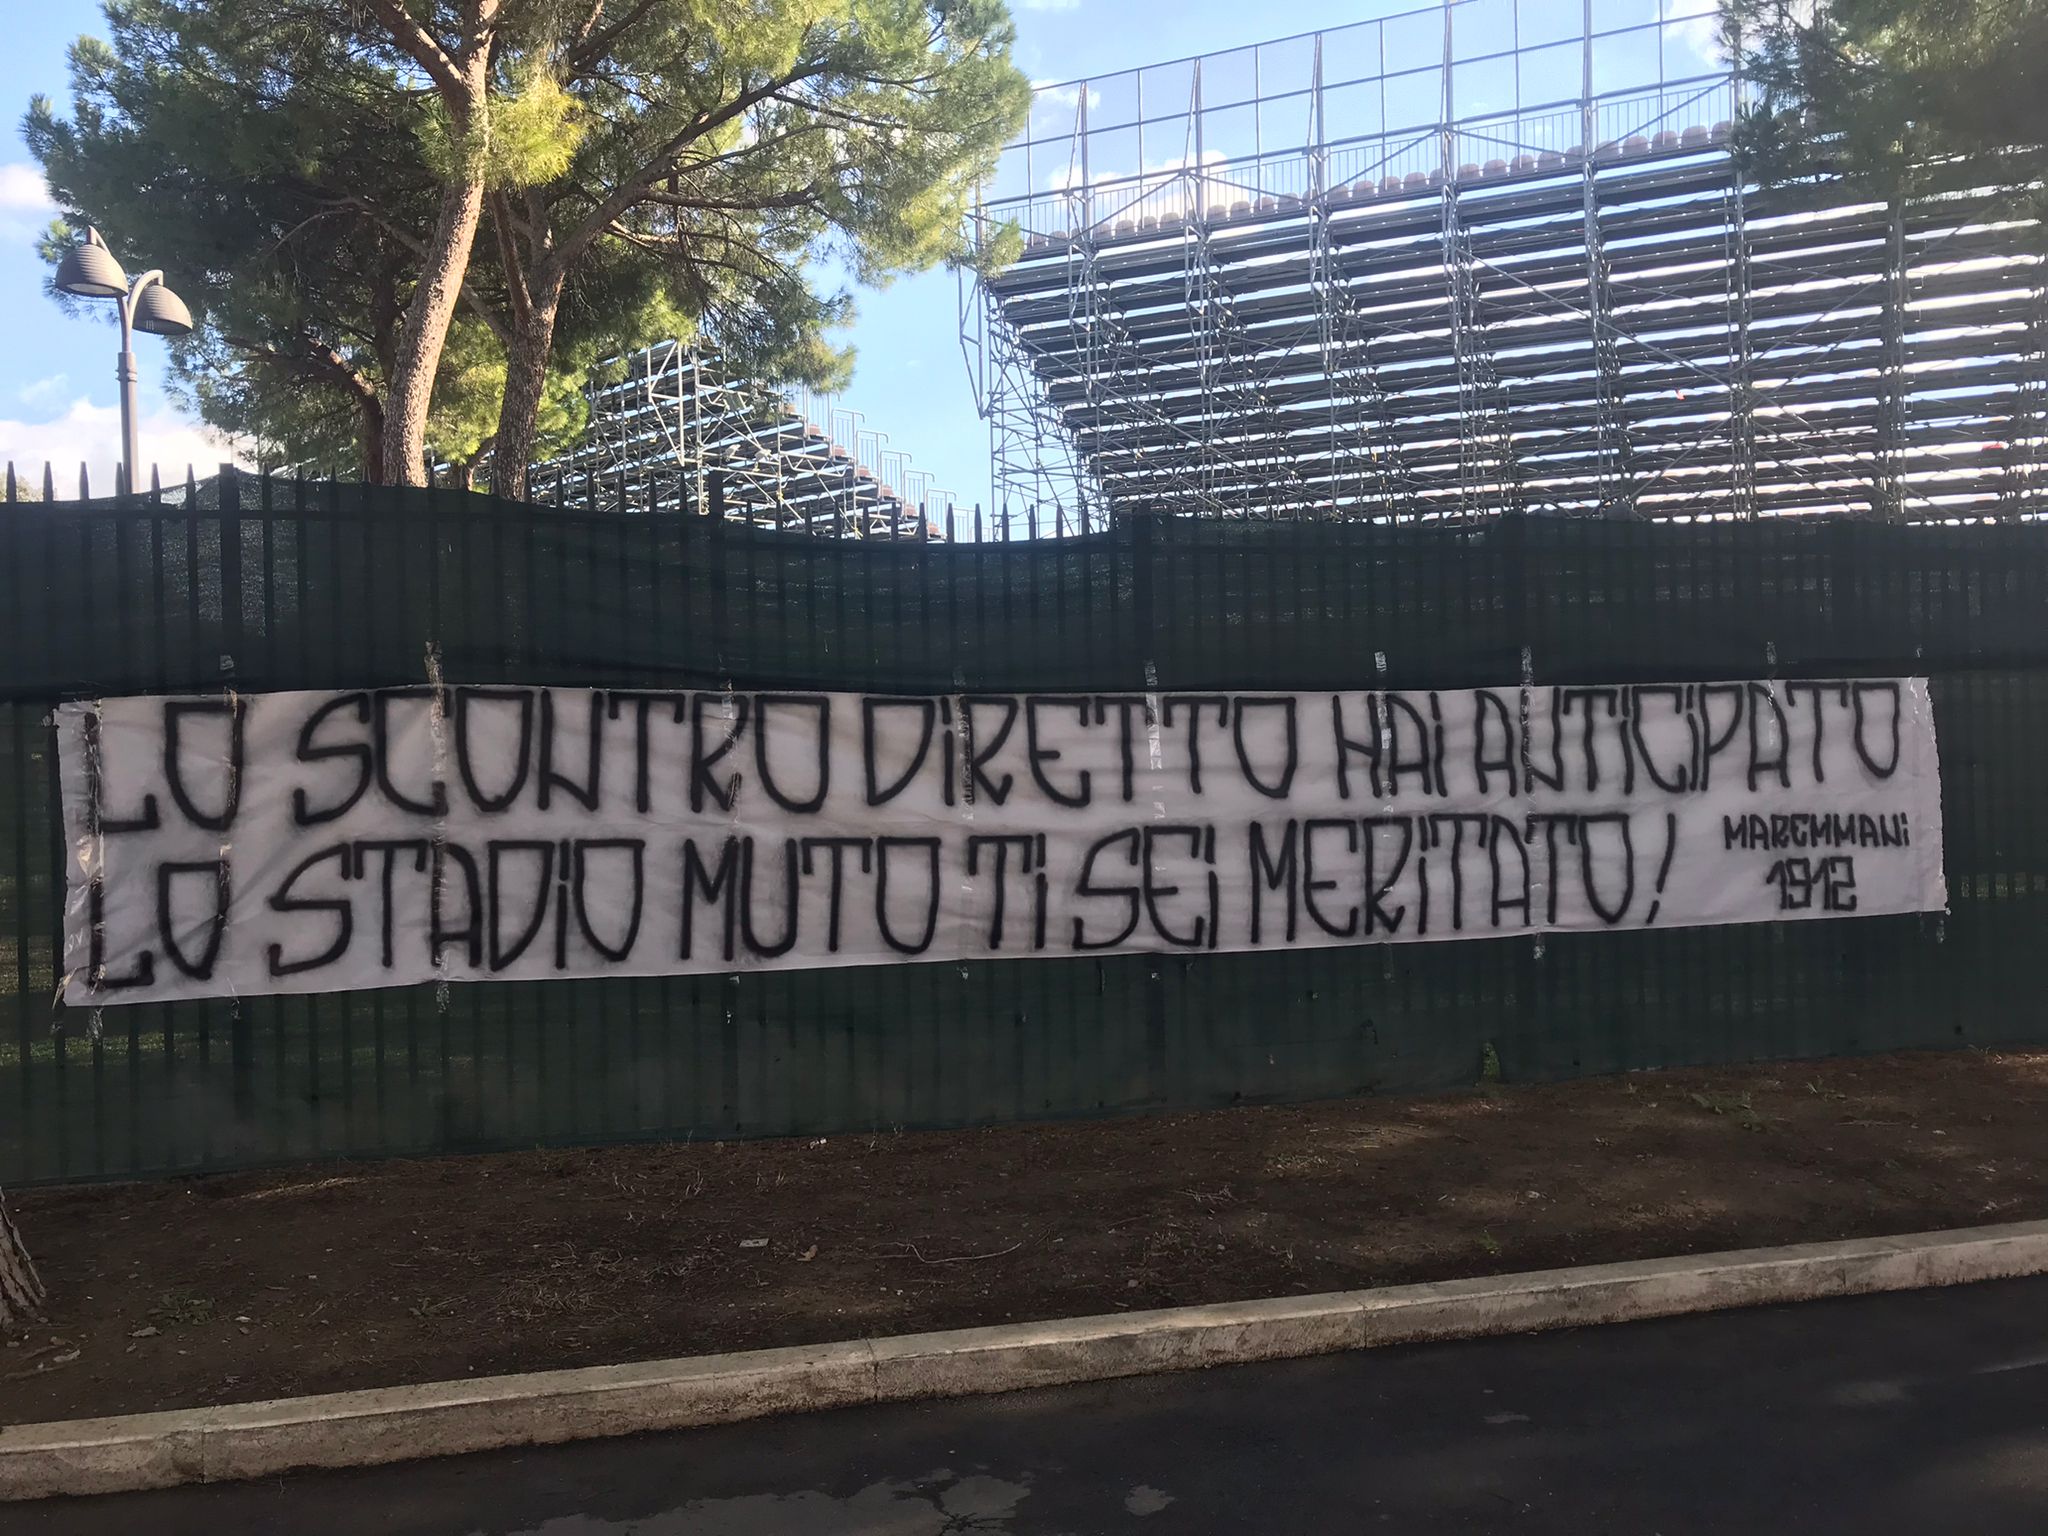 LO SCONTRO DIRETTO HAI ANTICIPATO
LO STADIO MUTO TI SEI MERITATO!
MAREMMANI
1912